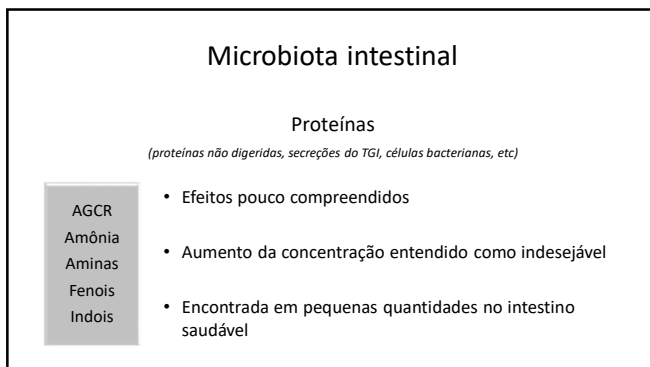 Microbiota intestinal
Proteínas
(proteínas não digeridas, secreções do TGI, células bacterianas, etc)
AGCR
Amônia
Aminas
Fenois
Indois
• Efeitos pouco compreendidos
• Aumento da concentração entendido como indesejável
• Encontrada em pequenas quantidades no intestino
saudável